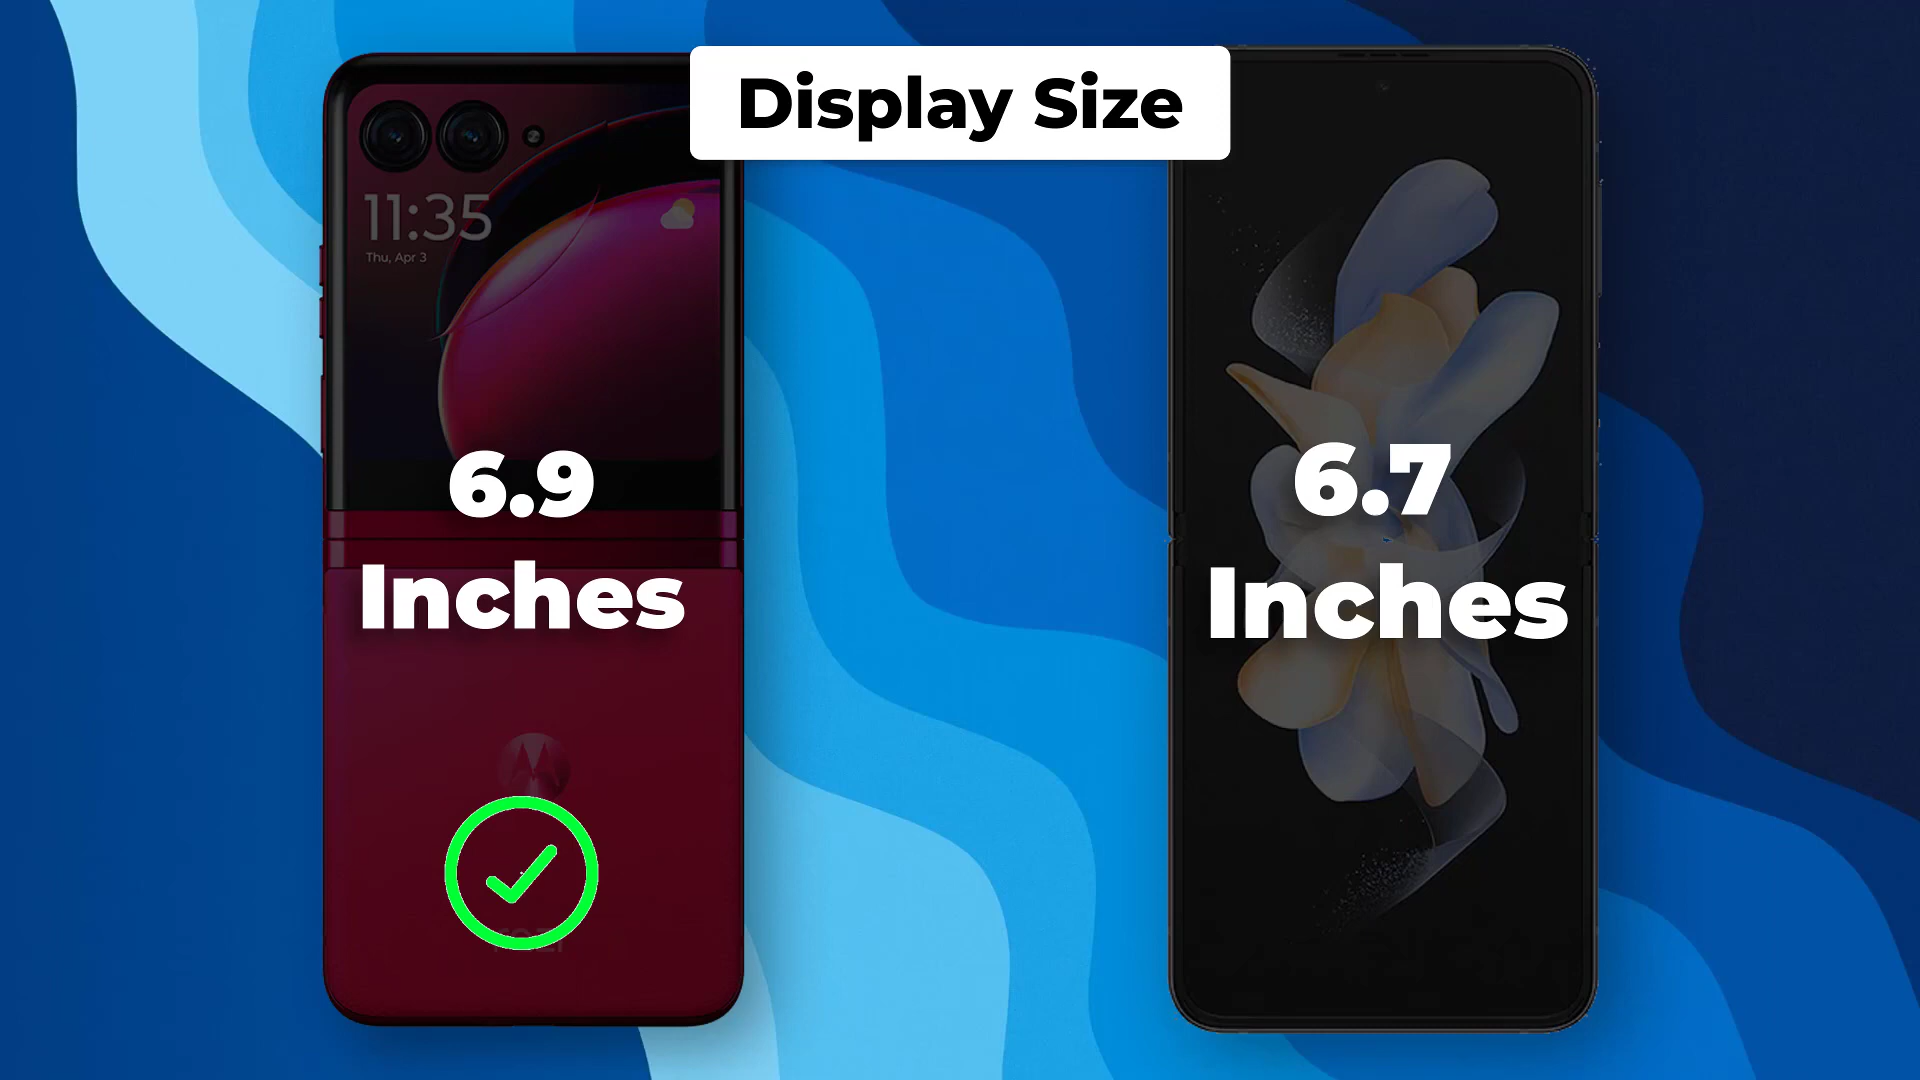 Display Size
11:35
Thu, Apr 3
6.9
Inches
6.7
Inches